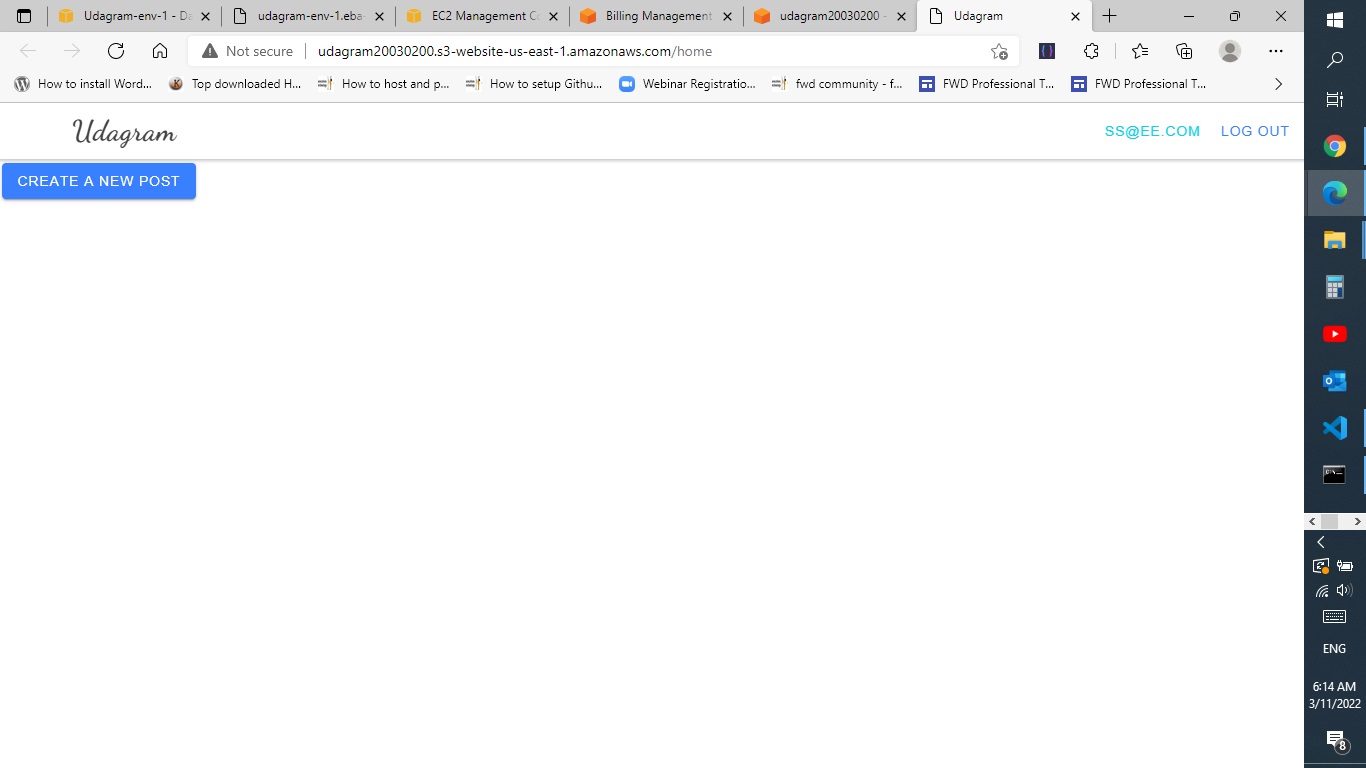 Udagram-env-1 - Da
udagram-env-1.eba-
EC2 Management Co
Billing Management
udagram20030200 -
Udagram
Not secure
udagram20030200.s3-website-us-east-1.amazonaws.com/home
How to install Word...
Top downloaded H...
How to host and p...
How to setup Githu...
Webinar Registratio...
fwd community - f...
FWD Professional T...
FWD Professional T...
Udagram
SS@EE.COM
LOG OUT
CREATE A NEW POST
ENG
6:14 AM
3/11/2022
8